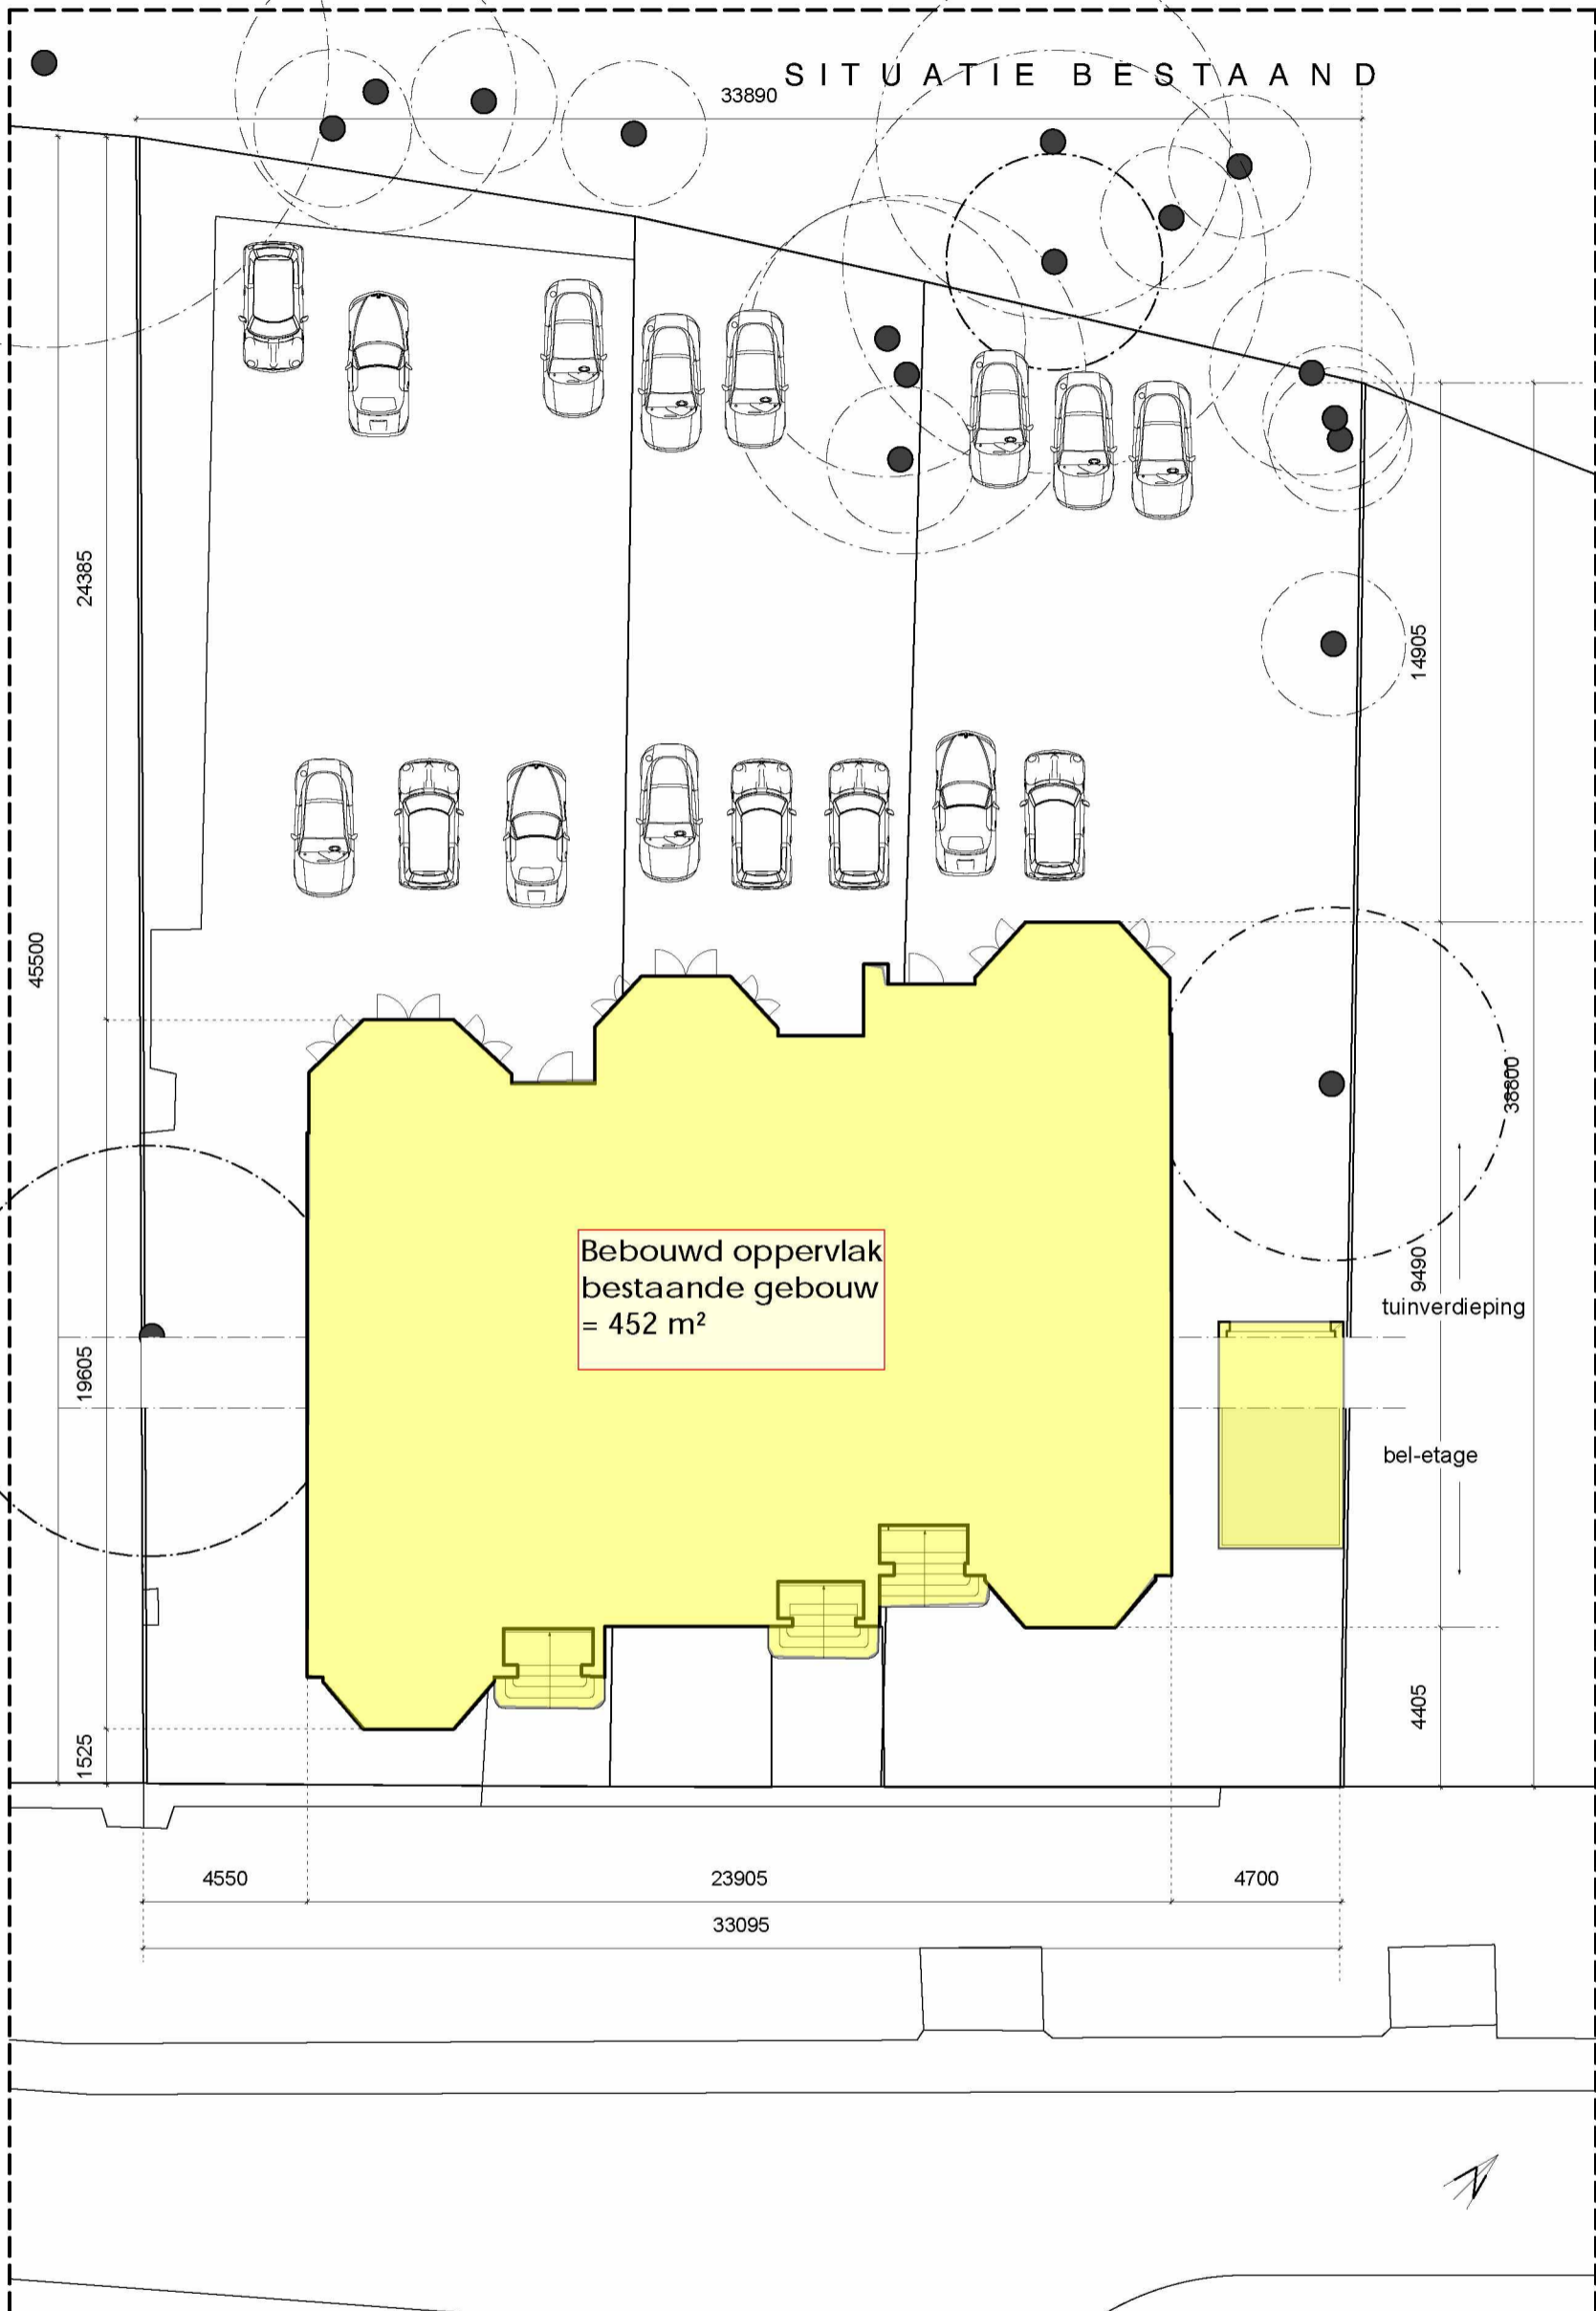 SITUATIE BESTAAND
33890
24385
14905
45500
38800
Bebouwd oppervlak
bestaande gebouw
= 452 m²
9490
tuinverdieping
19605
bel-etage
4405
1525
4550
23905
4700
33095
N